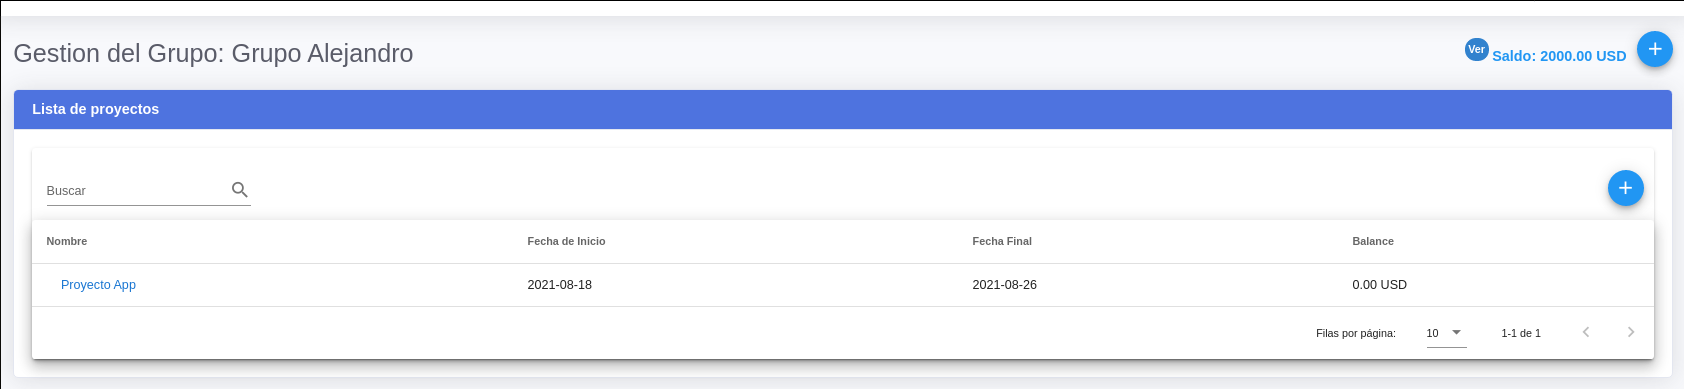 Gestion del Grupo: Grupo Alejandro
Ver Saldo: 2000.00 USD
Lista de proyectos
Buscar
Nombre Fecha de Inicio Fecha Final Balance
Proyecto App 2021-08-18 2021-08-26 0.00 USD
Filas por página: 10 1-1 de 1